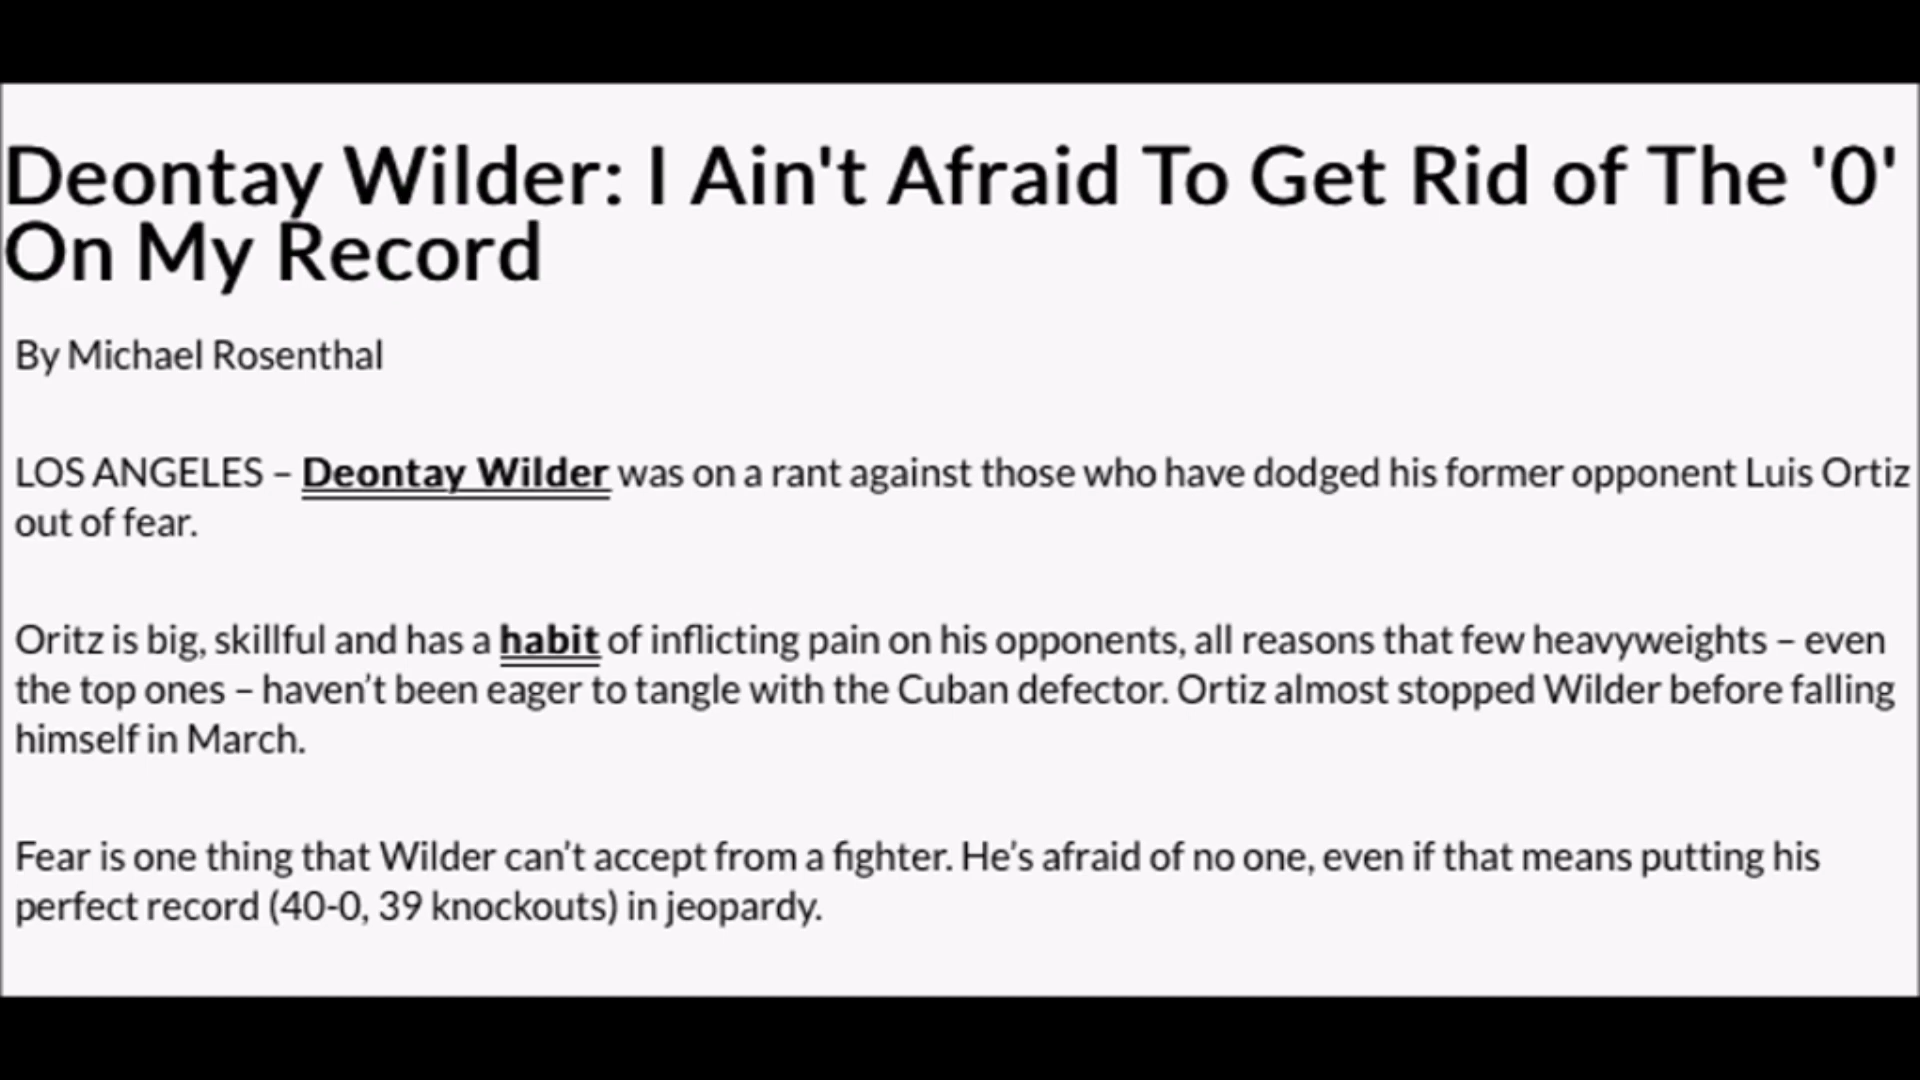 Deontay Wilder: I Ain't Afraid To Get Rid of The '0'
On My Record
By Michael Rosenthal
LOS ANGELES – Deontay Wilder was on a rant against those who have dodged his former opponent Luis Ortiz
out of fear.
Oritz is big, skillful and has a habit of inflicting pain on his opponents, all reasons that few heavyweights – even
the top ones – haven’t been eager to tangle with the Cuban defector. Ortiz almost stopped Wilder before falling
himself in March.
Fear is one thing that Wilder can’t accept from a fighter. He’s afraid of no one, even if that means putting his
perfect record (40-0, 39 knockouts) in jeopardy.